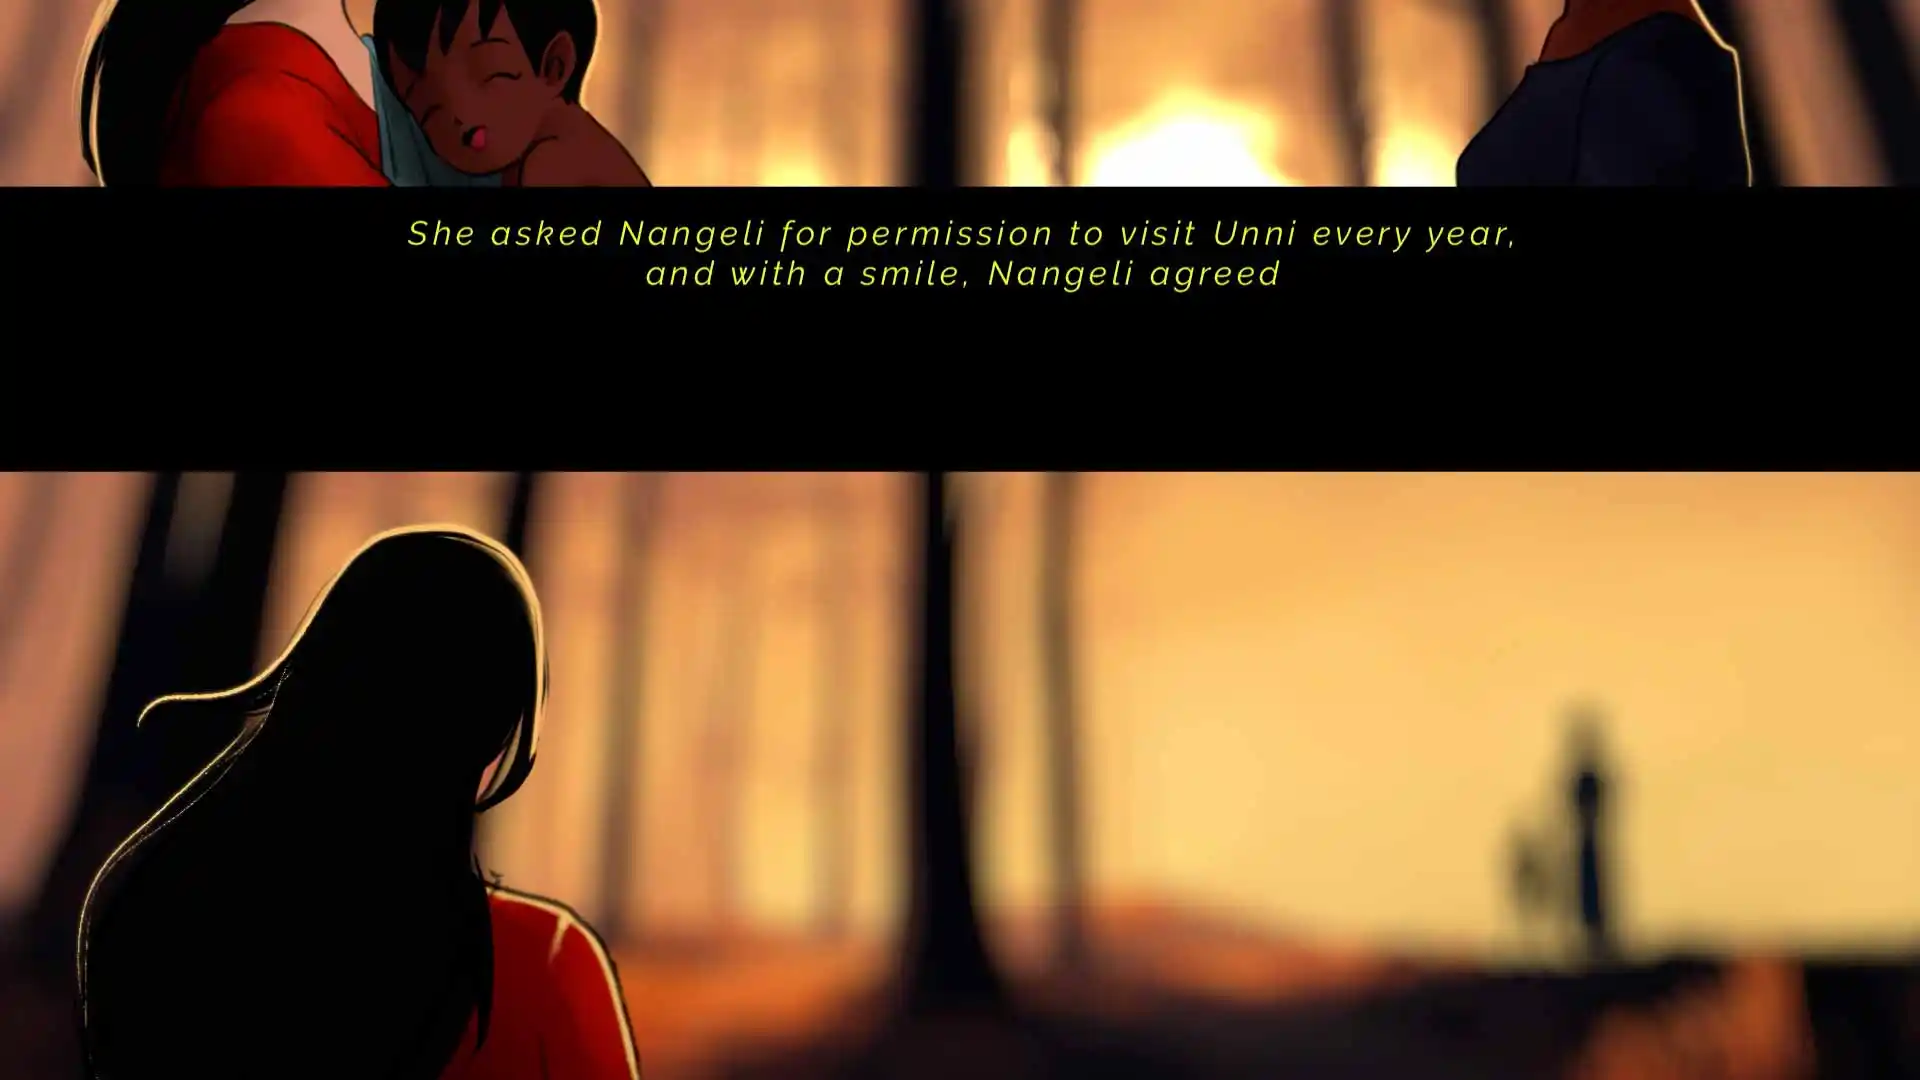 She asked Nangeli for permission to visit Unni every year,
and with a smile, Nangeli agreed